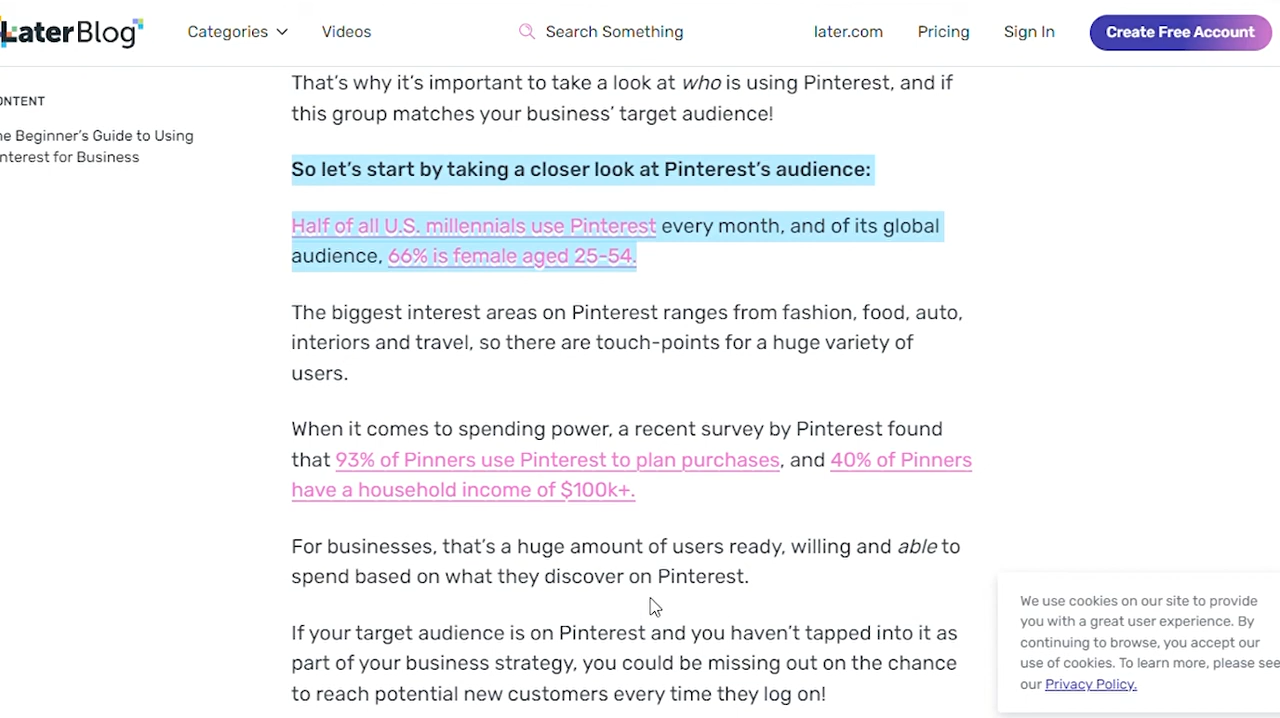 LaterBlog
Categories
Videos
Search Something
later.com
Pricing
Sign In
Create Free Account
ONTENT
he Beginner's Guide to Using
nterest for Business
That's why it's important to take a look at who is using Pinterest, and if
this group matches your business' target audience!
So let's start by taking a closer look at Pinterest's audience:
Half of all U.S. millennials use Pinterest every month, and of its global
audience, 66% is female aged 25-54.
The biggest interest areas on Pinterest ranges from fashion, food, auto,
interiors and travel, so there are touch-points for a huge variety of
users.
When it comes to spending power, a recent survey by Pinterest found
that 93% of Pinners use Pinterest to plan purchases, and 40% of Pinners
have a household income of $100k+.
For businesses, that's a huge amount of users ready, willing and able to
spend based on what they discover on Pinterest.
If your target audience is on Pinterest and you haven't tapped into it as
part of your business strategy, you could be missing out on the chance
to reach potential new customers every time they log on!
We use cookies on our site to provide
you with a great user experience. By
continuing to browse, you accept our
use of cookies. To learn more, please see
our Privacy Policy.